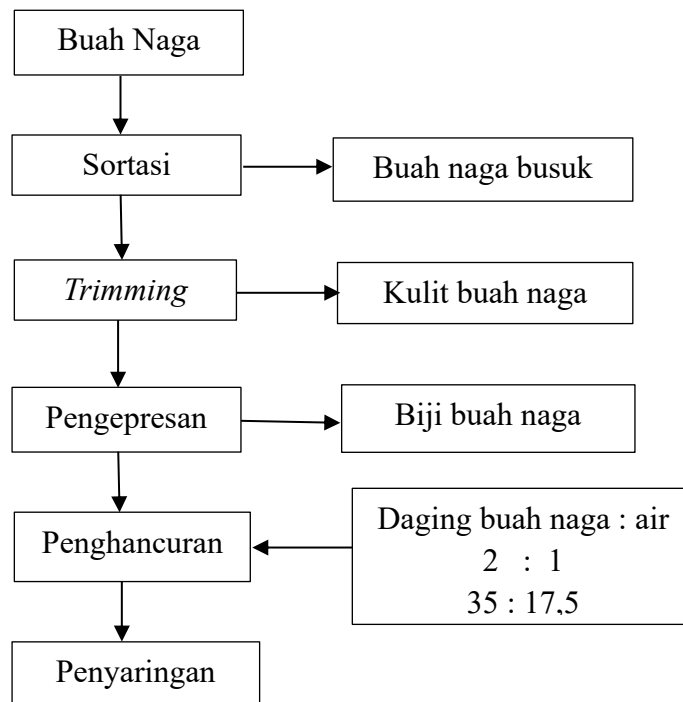 Buah Naga
Sortasi
Buah naga busuk
Trimming
Kulit buah naga
Pengepresan
Biji buah naga
Penghancuran
Daging buah naga : air
2 : 1
35 : 17,5
Penyaringan